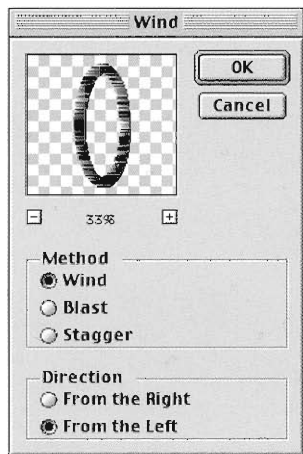 Wind
OK
Cancel
33%
Method
Wind
Blast
Stagger
Direction
From the Right
From the Left